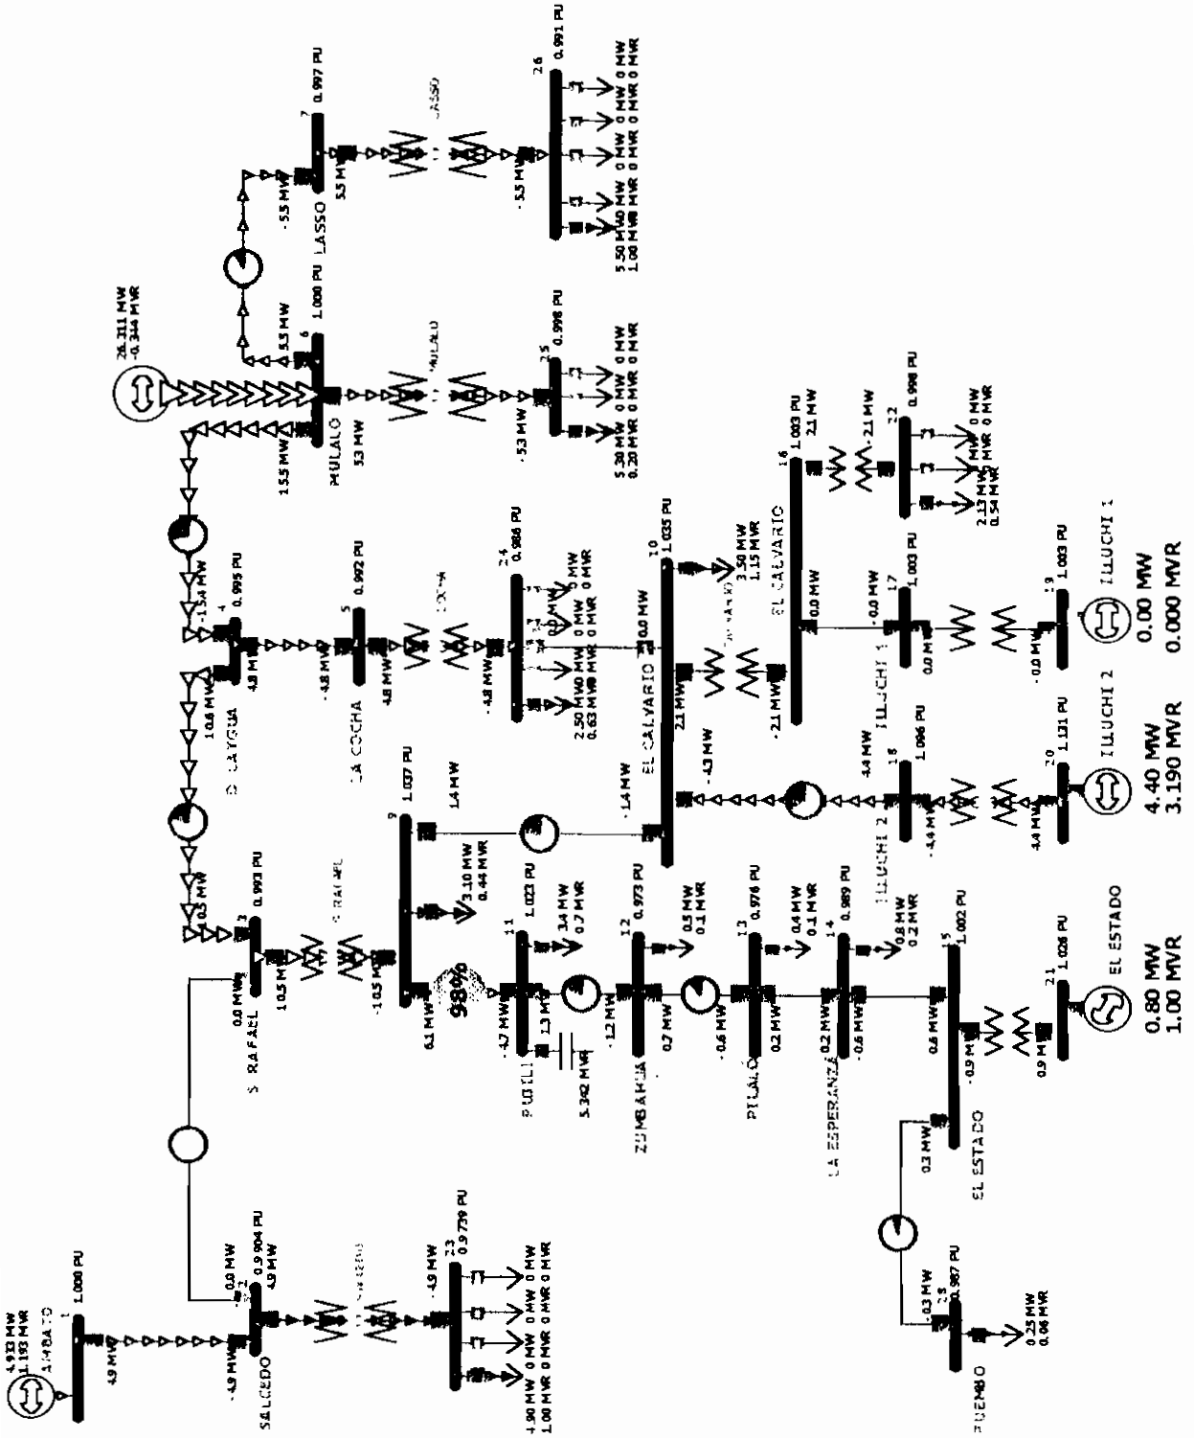 4.933 MW
1.193 MVR
AMBATO
1
1.000 PU
4.9 MW
- 4.9 MW
SALCEDO
2
0.9904 PU
- 0.0 MW
4.9 MW
- 4.9 MW
23
0.9739 PU
4.90 MW 0 MW 0 MW 0 MW
1.00 MVR 0 MVR 0 MVR 0 MVR
0.0 MW
S RAFAEL
3
0.993 PU
10.5 MW
- 10.5 MW
S RAFAEL
9
1.037 PU
3.10 MW
0.44 MVR
1.4 MW
- 1.4 MW
6.1 MW
98%
- 4.7 MW
PUJILI
11
1.023 PU
3.4 MW
0.7 MVR
1.3 MW
5.342 MVR
- 1.2 MW
ZUMBAHUA
12
0.973 PU
0.5 MW
0.1 MVR
0.7 MW
- 0.6 MW
PILALO
13
0.976 PU
0.4 MW
0.1 MVR
0.2 MW
0.2 MW
LA ESPERANZA
14
0.989 PU
0.8 MW
0.2 MVR
- 0.6 MW
0.6 MW
EL ESTADO
15
1.002 PU
- 0.9 MW
0.9 MW
21
1.026 PU
EL ESTADO
0.80 MW
1.00 MVR
0.3 MW
- 0.3 MW
0.987 PU
PUEMBO
0.25 MW
0.06 MVR
10.6 MW
4
0.995 PU
4.8 MW
- 4.8 MW
LA COCHA
5
0.992 PU
4.8 MW
- 4.8 MW
24
0.986 PU
0.63 MVR
EL CALVARIO
10
1.035 PU
0.0 MW
3.50 MW
1.15 MVR
2.1 MW
- 2.1 MW
EL CALVARIO
16
1.003 PU
2.1 MW
- 2.1 MW
22
0.998 PU
2.13 MW
0.54 MVR
0.0 MW
- 0.0 MW
ILLUCHI 1
17
1.003 PU
0.0 MW
- 0.0 MW
19
1.003 PU
ILLUCHI 1
0.00 MW
0.000 MVR
- 4.3 MW
4.4 MW
ILLUCHI 2
18
1.096 PU
- 4.4 MW
4.4 MW
20
1.131 PU
ILLUCHI 2
4.40 MW
3.190 MVR
26.311 MW
-0.344 MVR
15.5 MW
MULALO
6
1.000 PU
5.5 MW
5.3 MW
MULALO
- 5.3 MW
25
0.998 PU
5.30 MW 0 MW 0 MW
0.20 MVR 0 MVR 0 MVR
- 5.5 MW
LASSO
7
0.997 PU
5.5 MW
LASSO
- 5.5 MW
26
0.991 PU